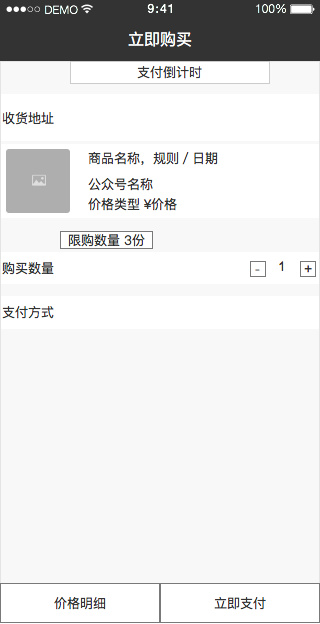 DEMO 9:41 100%
立即购买
支付倒计时
收货地址
商品名称，规则 / 日期
公众号名称
价格类型 ¥价格
限购数量 3份
购买数量 - 1 +
支付方式
价格明细 立即支付